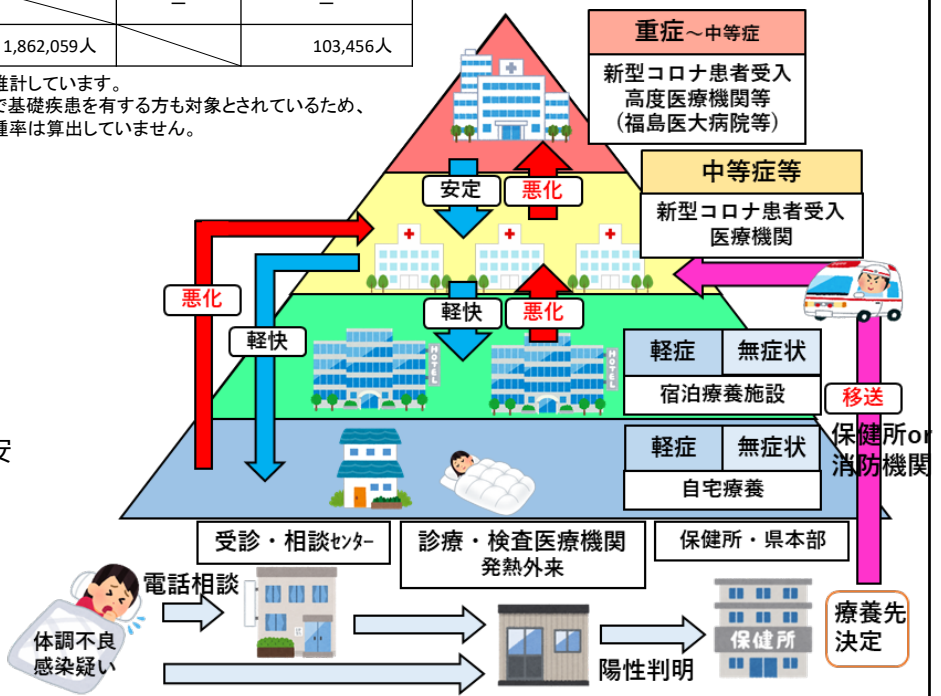 －
－
1,862,059人
103,456人
推計しています。
で基礎疾患を有する方も対象とされているため、
種率は算出していません。
重症～中等症
新型コロナ患者受入
高度医療機関等
（福島医大病院等）
安定
悪化
中等症等
新型コロナ患者受入
医療機関
悪化
軽快
軽快
悪化
HOTEL
HOTEL
軽症
無症状
宿泊療養施設
移送
保健所or
消防機関
安
軽症
無症状
自宅療養
受診・相談ｾﾝﾀｰ
診療・検査医療機関
発熱外来
保健所・県本部
電話相談
体調不良
感染疑い
陽性判明
保健所
療養先
決定